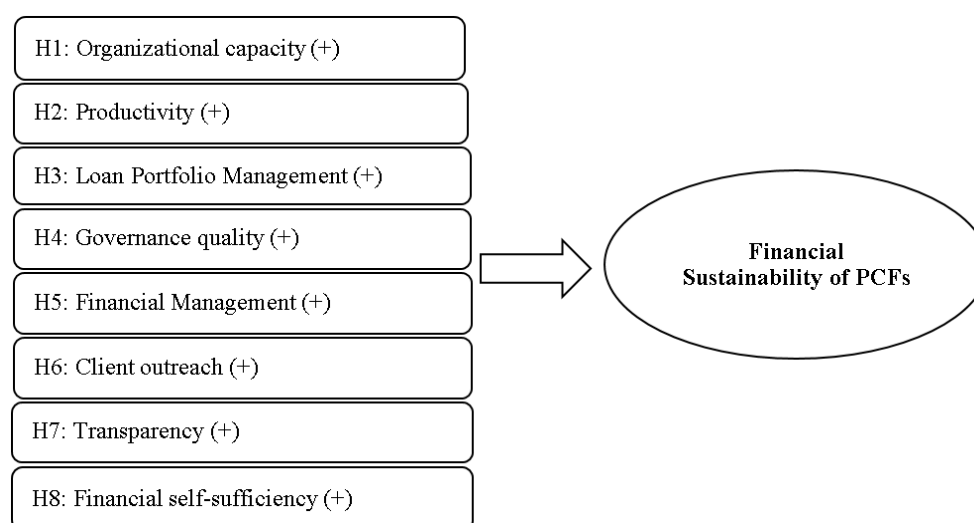 H1: Organizational capacity (+)
H2: Productivity (+)
H3: Loan Portfolio Management (+)
H4: Governance quality (+)
H5: Financial Management (+)
H6: Client outreach (+)
H7: Transparency (+)
H8: Financial self-sufficiency (+)
Financial
Sustainability of PCFs